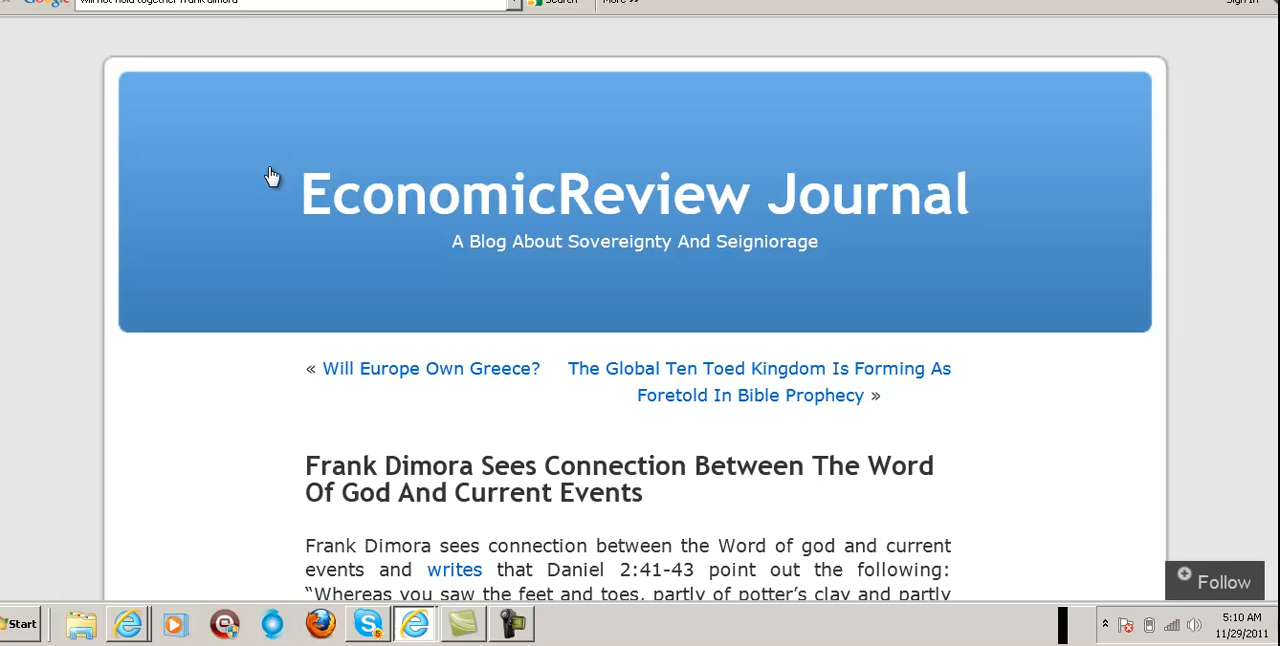 Google will not hold together frank dimora Search More >> Sign In
EconomicReview Journal
A Blog About Sovereignty And Seigniorage
« Will Europe Own Greece? The Global Ten Toed Kingdom Is Forming As
Foretold In Bible Prophecy »
Frank Dimora Sees Connection Between The Word
Of God And Current Events
Frank Dimora sees connection between the Word of god and current
events and writes that Daniel 2:41-43 point out the following:
“Whereas you saw the feet and toes, partly of potter’s clay and partly
Follow
Start
5:10 AM
11/29/2011